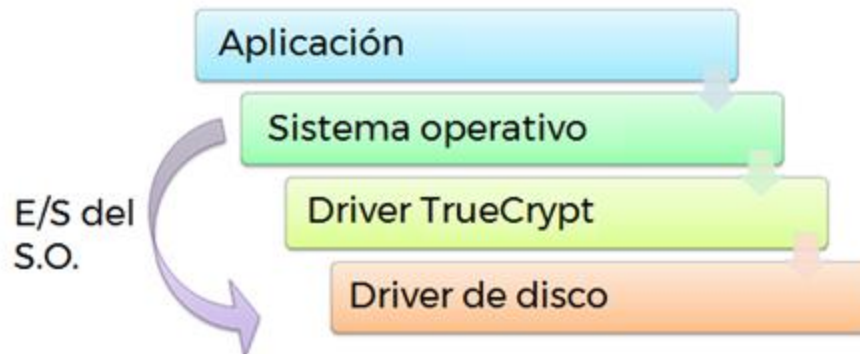 Aplicación
Sistema operativo
Driver TrueCrypt
E/S del
S.O.
Driver de disco